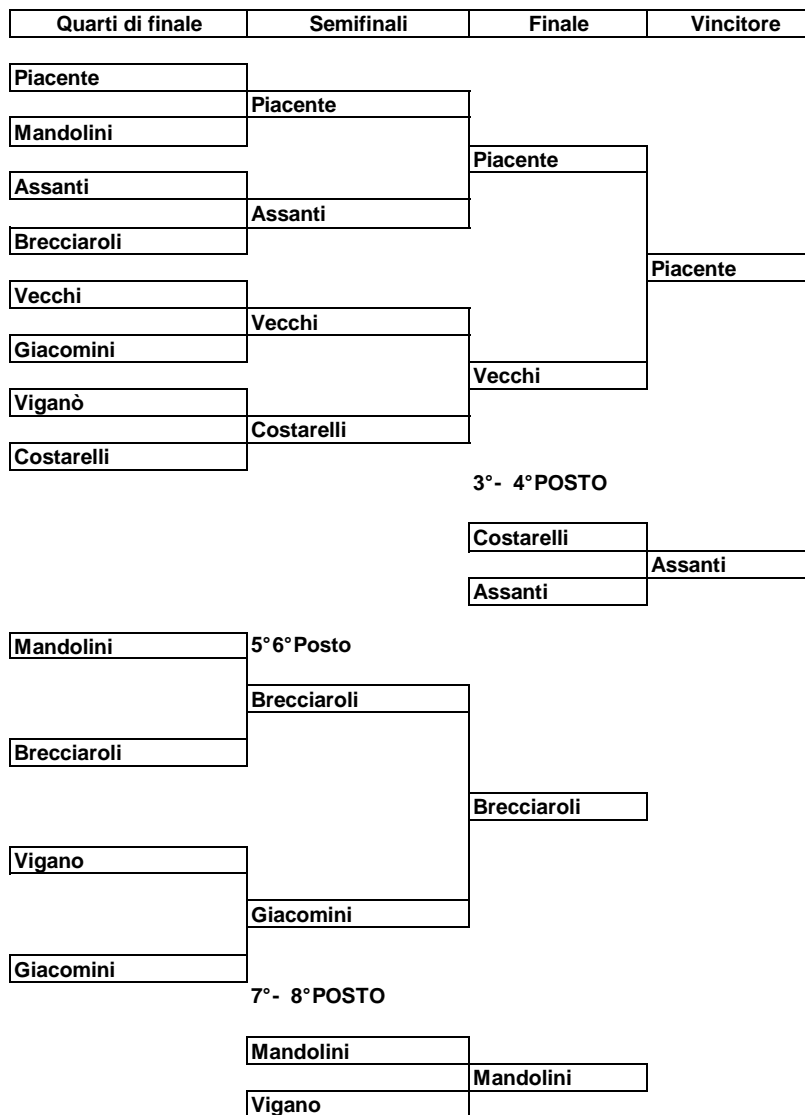 Quarti di finale Semifinali Finale Vincitore
Piacente
Piacente
Mandolini
Piacente
Assanti
Assanti
Brecciaroli
Piacente
Vecchi
Vecchi
Giacomini
Vecchi
Viganò
Costarelli
Costarelli
3°- 4°POSTO
Costarelli
Assanti
Assanti
Mandolini 5°6°Posto
Brecciaroli
Brecciaroli
Brecciaroli
Vigano
Giacomini
Giacomini
7°- 8°POSTO
Mandolini
Mandolini
Vigano